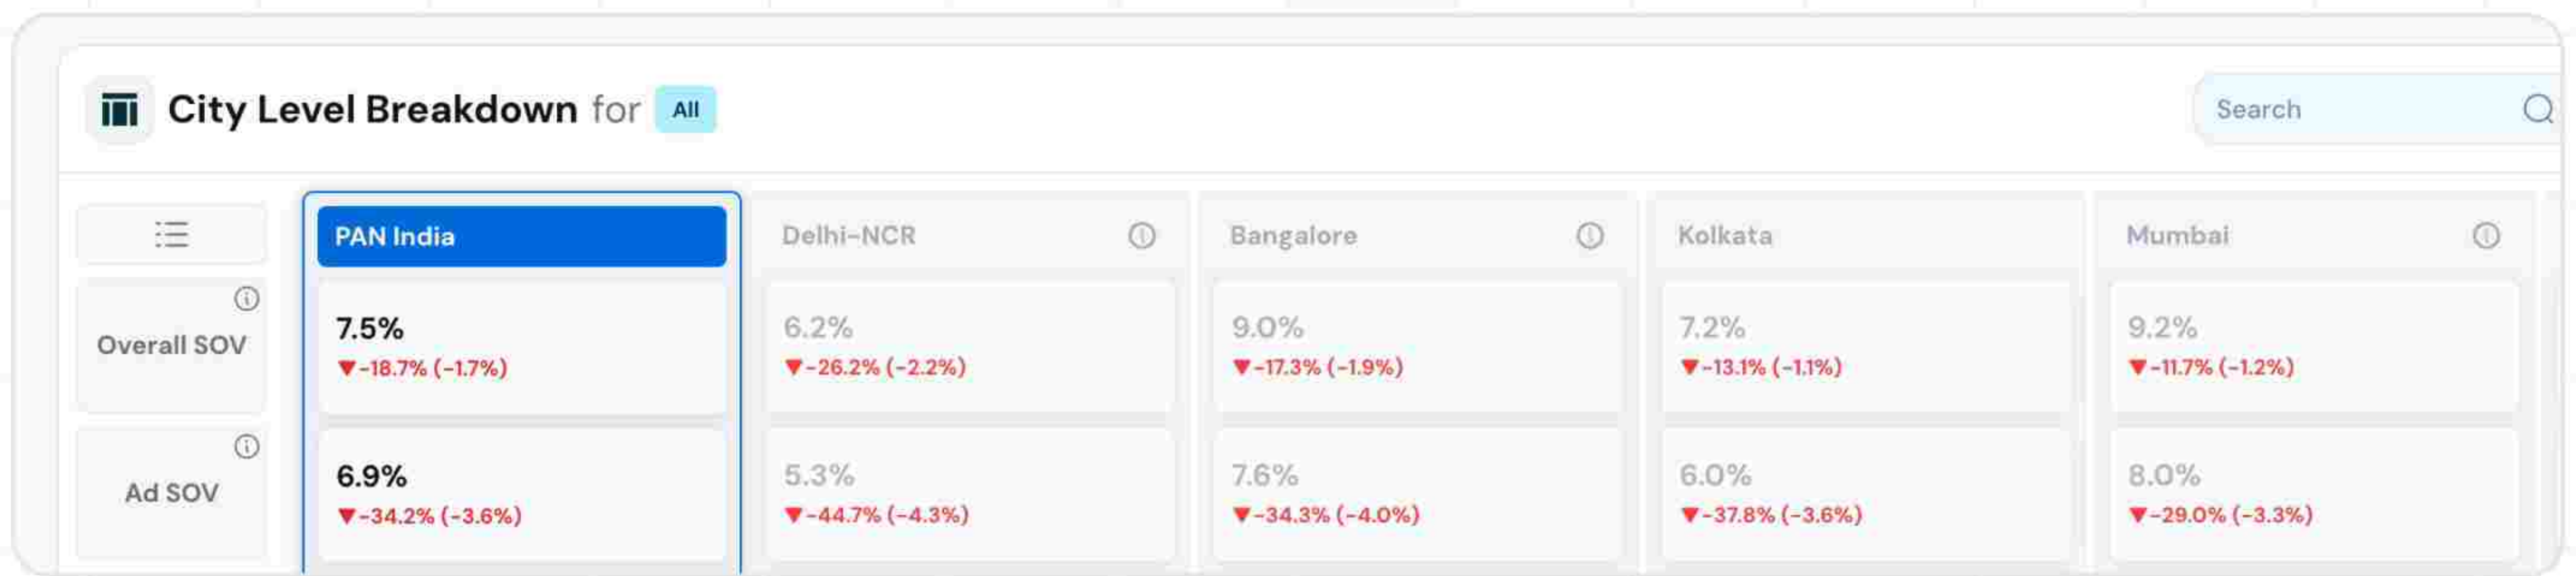 City Level Breakdown for All
Search
PAN India
Delhi-NCR
Bangalore
Kolkata
Mumbai
Overall SOV
7.5%
▼-18.7% (-1.7%)
6.2%
▼-26.2% (-2.2%)
9.0%
▼-17.3% (-1.9%)
7.2%
▼-13.1% (-1.1%)
9.2%
▼-11.7% (-1.2%)
Ad SOV
6.9%
▼-34.2% (-3.6%)
5.3%
▼-44.7% (-4.3%)
7.6%
▼-34.3% (-4.0%)
6.0%
▼-37.8% (-3.6%)
8.0%
▼-29.0% (-3.3%)